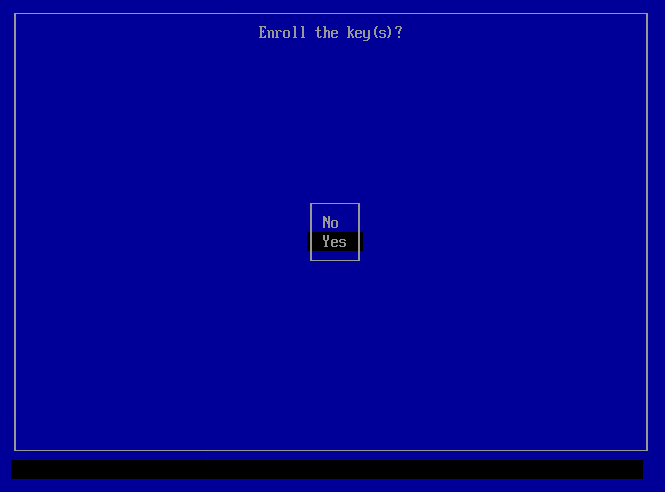 Enroll the key(s)?
No
Yes